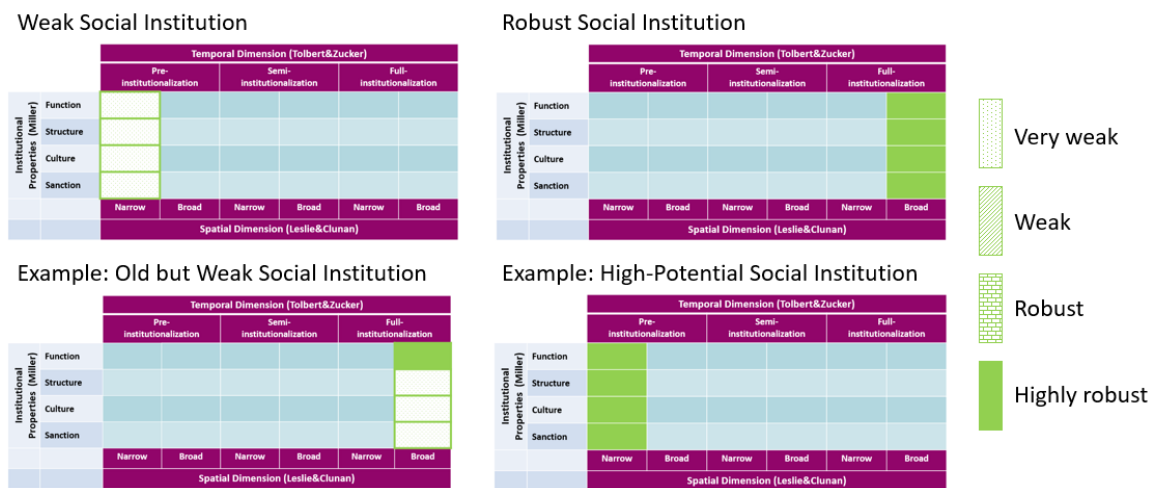 Weak Social Institution
Temporal Dimension (Tolbert&Zucker)
Pre-institutionalization
Semi-institutionalization
Full-institutionalization
Institutional Properties (Miller)
Function
Structure
Culture
Sanction
Narrow Broad Narrow Broad Narrow Broad
Spatial Dimension (Leslie&Clunan)
Robust Social Institution
Temporal Dimension (Tolbert&Zucker)
Pre-institutionalization
Semi-institutionalization
Full-institutionalization
Institutional Properties (Miller)
Function
Structure
Culture
Sanction
Narrow Broad Narrow Broad Narrow Broad
Spatial Dimension (Leslie&Clunan)
Example: Old but Weak Social Institution
Temporal Dimension (Tolbert&Zucker)
Pre-institutionalization
Semi-institutionalization
Full-institutionalization
Institutional Properties (Miller)
Function
Structure
Culture
Sanction
Narrow Broad Narrow Broad Narrow Broad
Spatial Dimension (Leslie&Clunan)
Example: High-Potential Social Institution
Temporal Dimension (Tolbert&Zucker)
Pre-institutionalization
Semi-institutionalization
Full-institutionalization
Institutional Properties (Miller)
Function
Structure
Culture
Sanction
Narrow Broad Narrow Broad Narrow Broad
Spatial Dimension (Leslie&Clunan)
Very weak
Weak
Robust
Highly robust